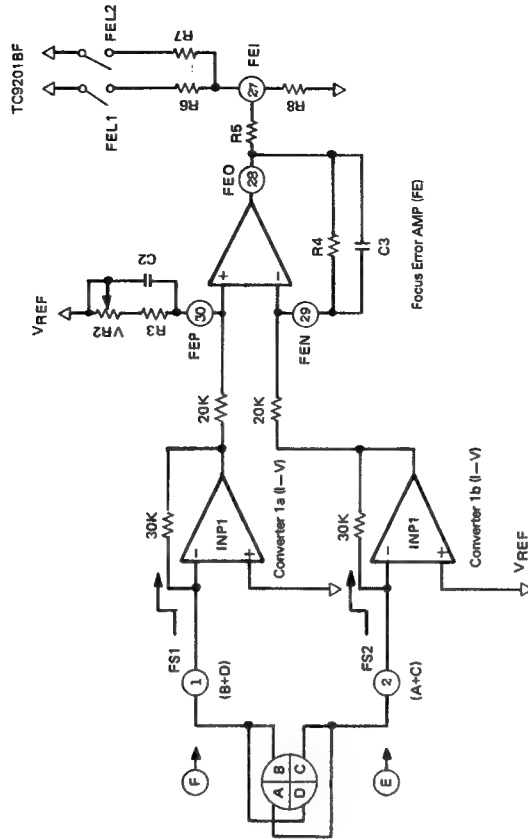 TC9201BF
FEL1
FEL2
R6
R7
FEI
27
R8
R5
FEO
28
VREF
VR2
C2
R3
30
FEP
+
−
29
FEN
R4
C3
Focus Error AMP (FE)
20K
20K
30K
INP1
−
+
Converter 1a (I−V)
FS1
1
(B+D)
F
30K
INP1
−
+
Converter 1b (I−V)
VREF
FS2
2
(A+C)
E
A
B
D
C